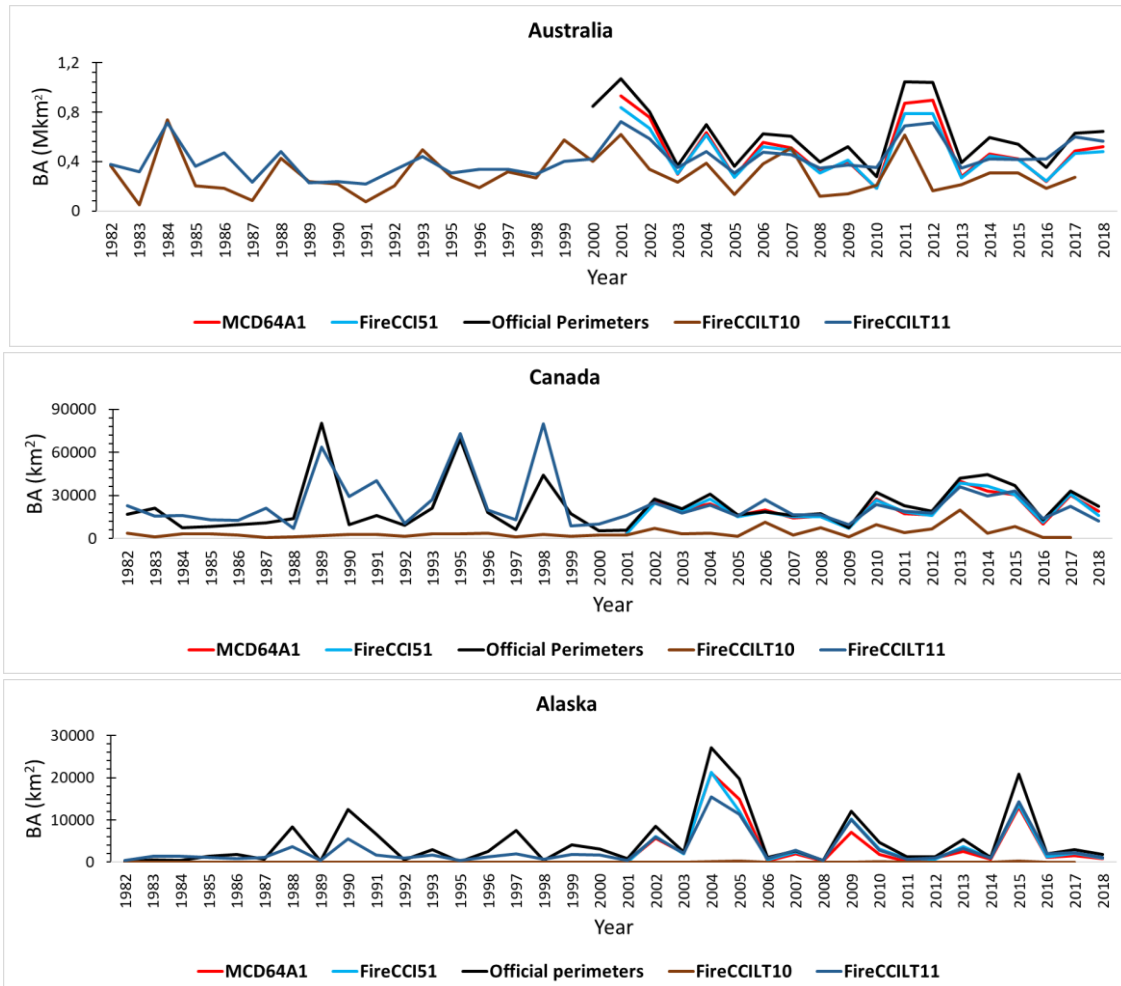 Australia
BA (Mkm²)
1,2
0,8
0,4
0
1982 1983 1984 1985 1986 1987 1988 1989 1990 1991 1992 1993 1995 1996 1997 1998 1999 2000 2001 2002 2003 2004 2005 2006 2007 2008 2009 2010 2011 2012 2013 2014 2015 2016 2017 2018
Year
MCD64A1 FireCCI51 Official Perimeters FireCCILT10 FireCCILT11
Canada
BA (km²)
90000
60000
30000
0
1982 1983 1984 1985 1986 1987 1988 1989 1990 1991 1992 1993 1995 1996 1997 1998 1999 2000 2001 2002 2003 2004 2005 2006 2007 2008 2009 2010 2011 2012 2013 2014 2015 2016 2017 2018
Year
MCD64A1 FireCCI51 Official Perimeters FireCCILT10 FireCCILT11
Alaska
BA (km²)
30000
20000
10000
0
1982 1983 1984 1985 1986 1987 1988 1989 1990 1991 1992 1993 1995 1996 1997 1998 1999 2000 2001 2002 2003 2004 2005 2006 2007 2008 2009 2010 2011 2012 2013 2014 2015 2016 2017 2018
Year
MCD64A1 FireCCI51 Official perimeters FireCCILT10 FireCCILT11